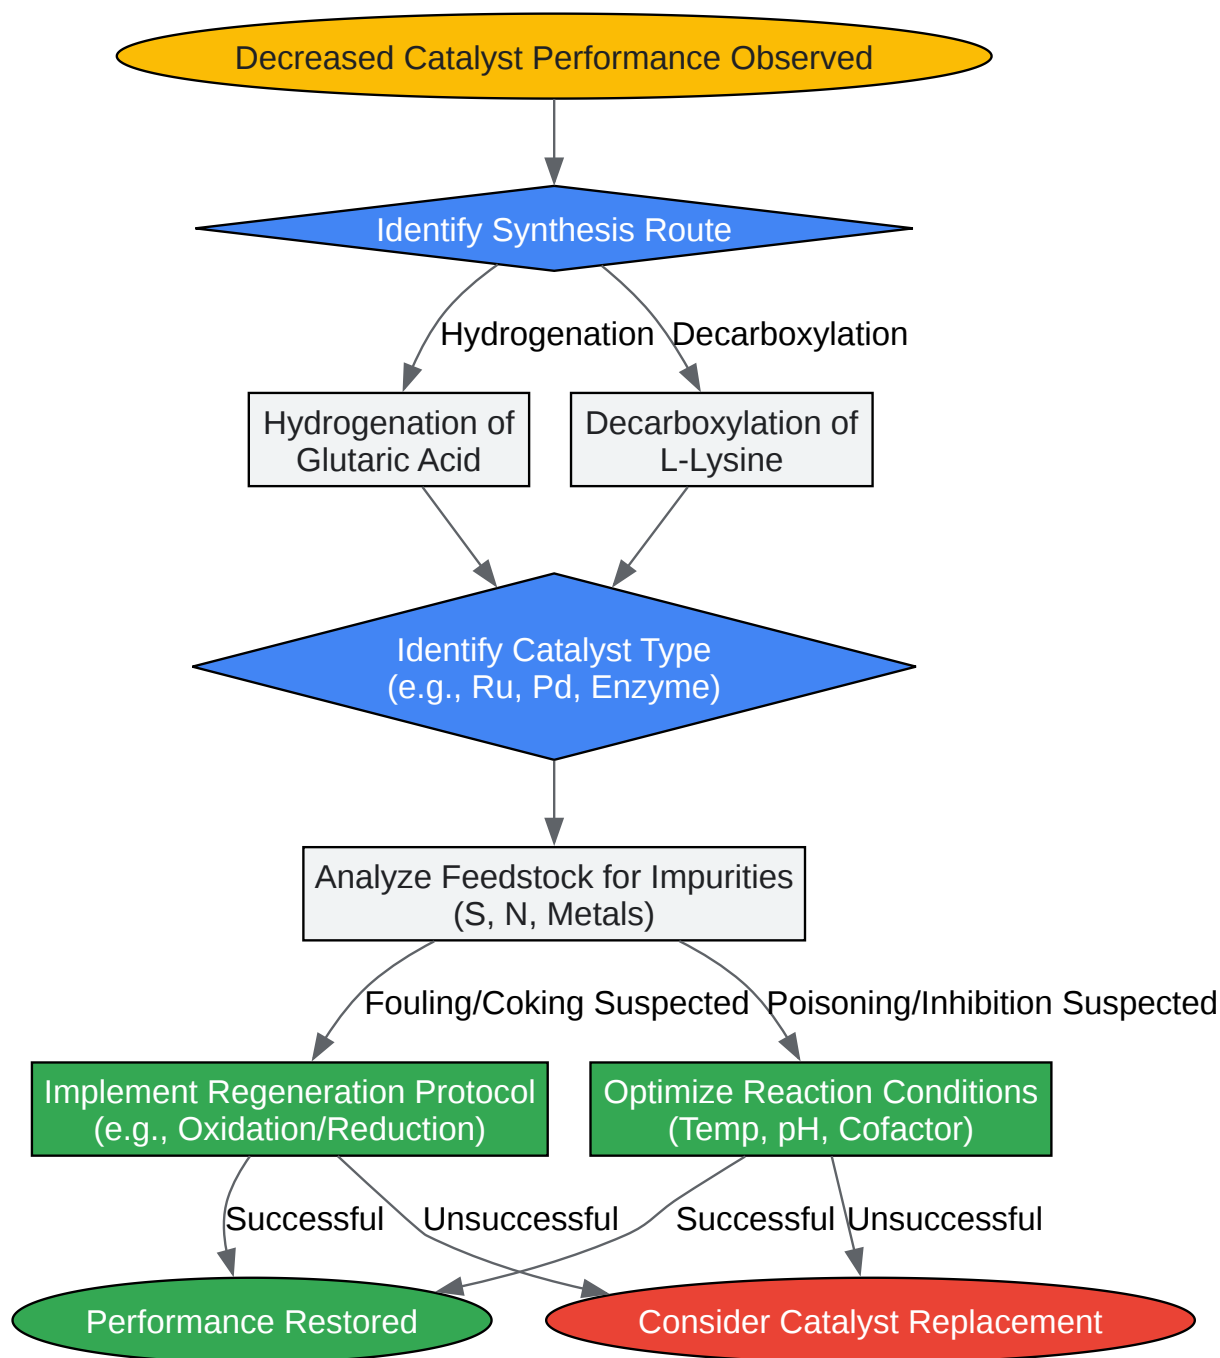 Decreased Catalyst Performance Observed
Identify Synthesis Route
Hydrogenation
Decarboxylation
Hydrogenation of
Glutaric Acid
Decarboxylation of
L-Lysine
Identify Catalyst Type
(e.g., Ru, Pd, Enzyme)
Analyze Feedstock for Impurities
(S, N, Metals)
Fouling/Coking Suspected
Poisoning/Inhibition Suspected
Implement Regeneration Protocol
(e.g., Oxidation/Reduction)
Optimize Reaction Conditions
(Temp, pH, Cofactor)
Successful
Unsuccessful
Successful
Unsuccessful
Performance Restored
Consider Catalyst Replacement